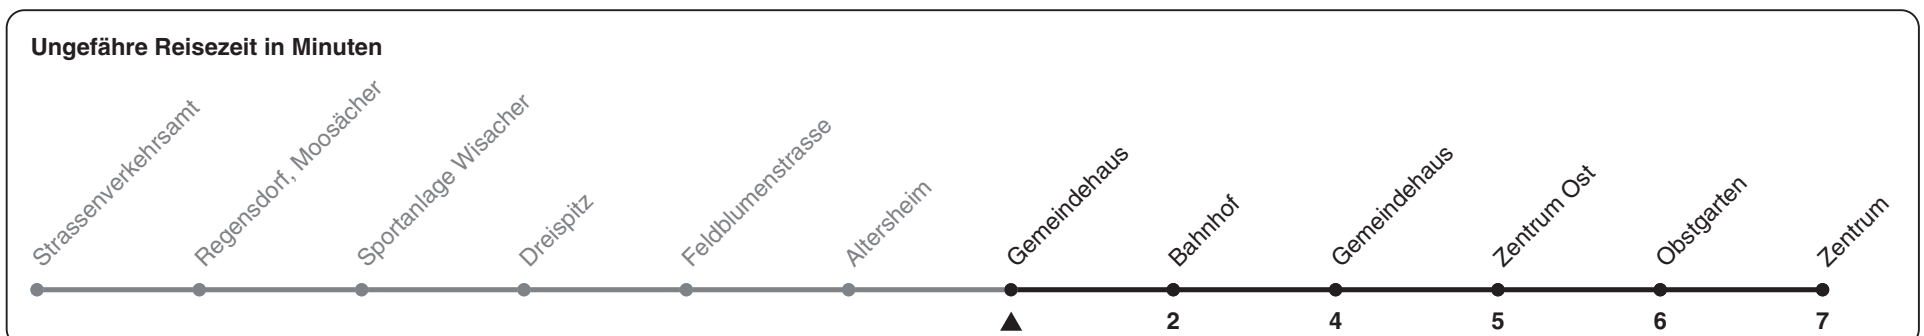 Ungefähre Reisezeit in Minuten
Strassenverkehrsamt
Regensdorf, Moosächer
Sportanlage Wisacher
Dreispitz
Feldblumenstrasse
Altersheim
Gemeindehaus
Bahnhof
Gemeindehaus
Zentrum Ost
Obstgarten
Zentrum
2 4 5 6 7